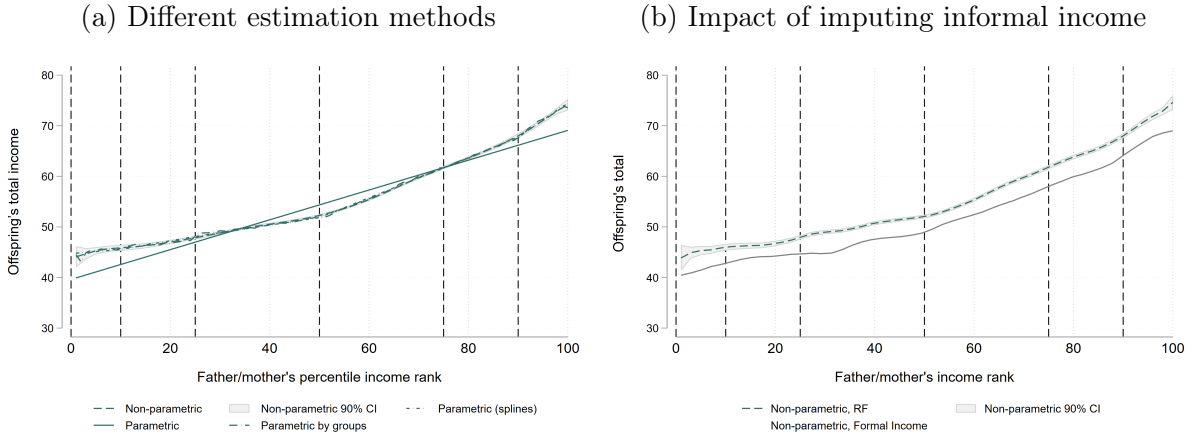 (a) Different estimation methods
80
70
60
50
40
30
Offspring's total income
0 20 40 60 80 100
Father/mother's percentile income rank
Non-parametric Non-parametric 90% CI Parametric (splines)
Parametric Parametric by groups
(b) Impact of imputing informal income
80
70
60
50
40
30
Offspring's total
0 20 40 60 80 100
Father/mother's income rank
Non-parametric, RF Non-parametric 90% CI
Non-parametric, Formal Income